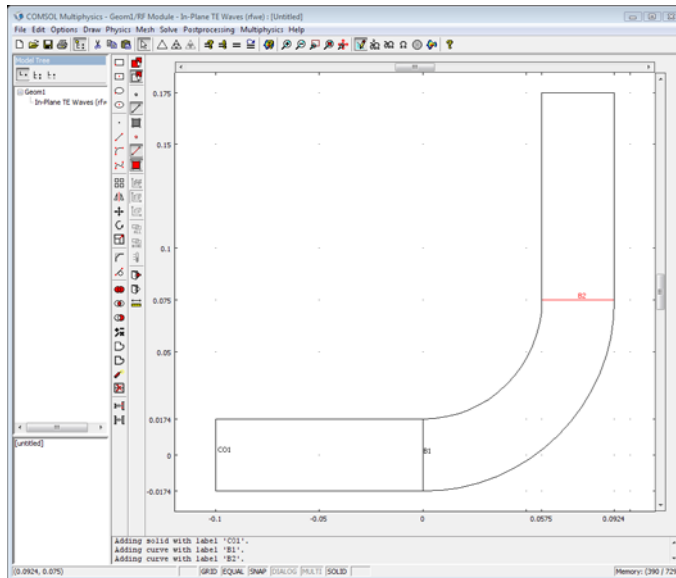 COMSOL Multiphysics - Geom1/RF Module - In-Plane TE Waves (rfwe) : [Untitled]
File Edit Options Draw Physics Mesh Solve Postprocessing Multiphysics Help
Model Tree
Geom1
In-Plane TE Waves (rfw
[untitled]
0.175
0.15
0.1
0.075
0.05
0.0174
0
-0.0174
B2
CO1
B1
-0.1
-0.05
0
0.0575
0.0924
Adding solid with label 'CO1'.
Adding curve with label 'B1'.
Adding curve with label 'B2'.
(0.0924, 0.075)
GRID EQUAL SNAP DIALOG MULTI SOLID
Memory: (390 / 729